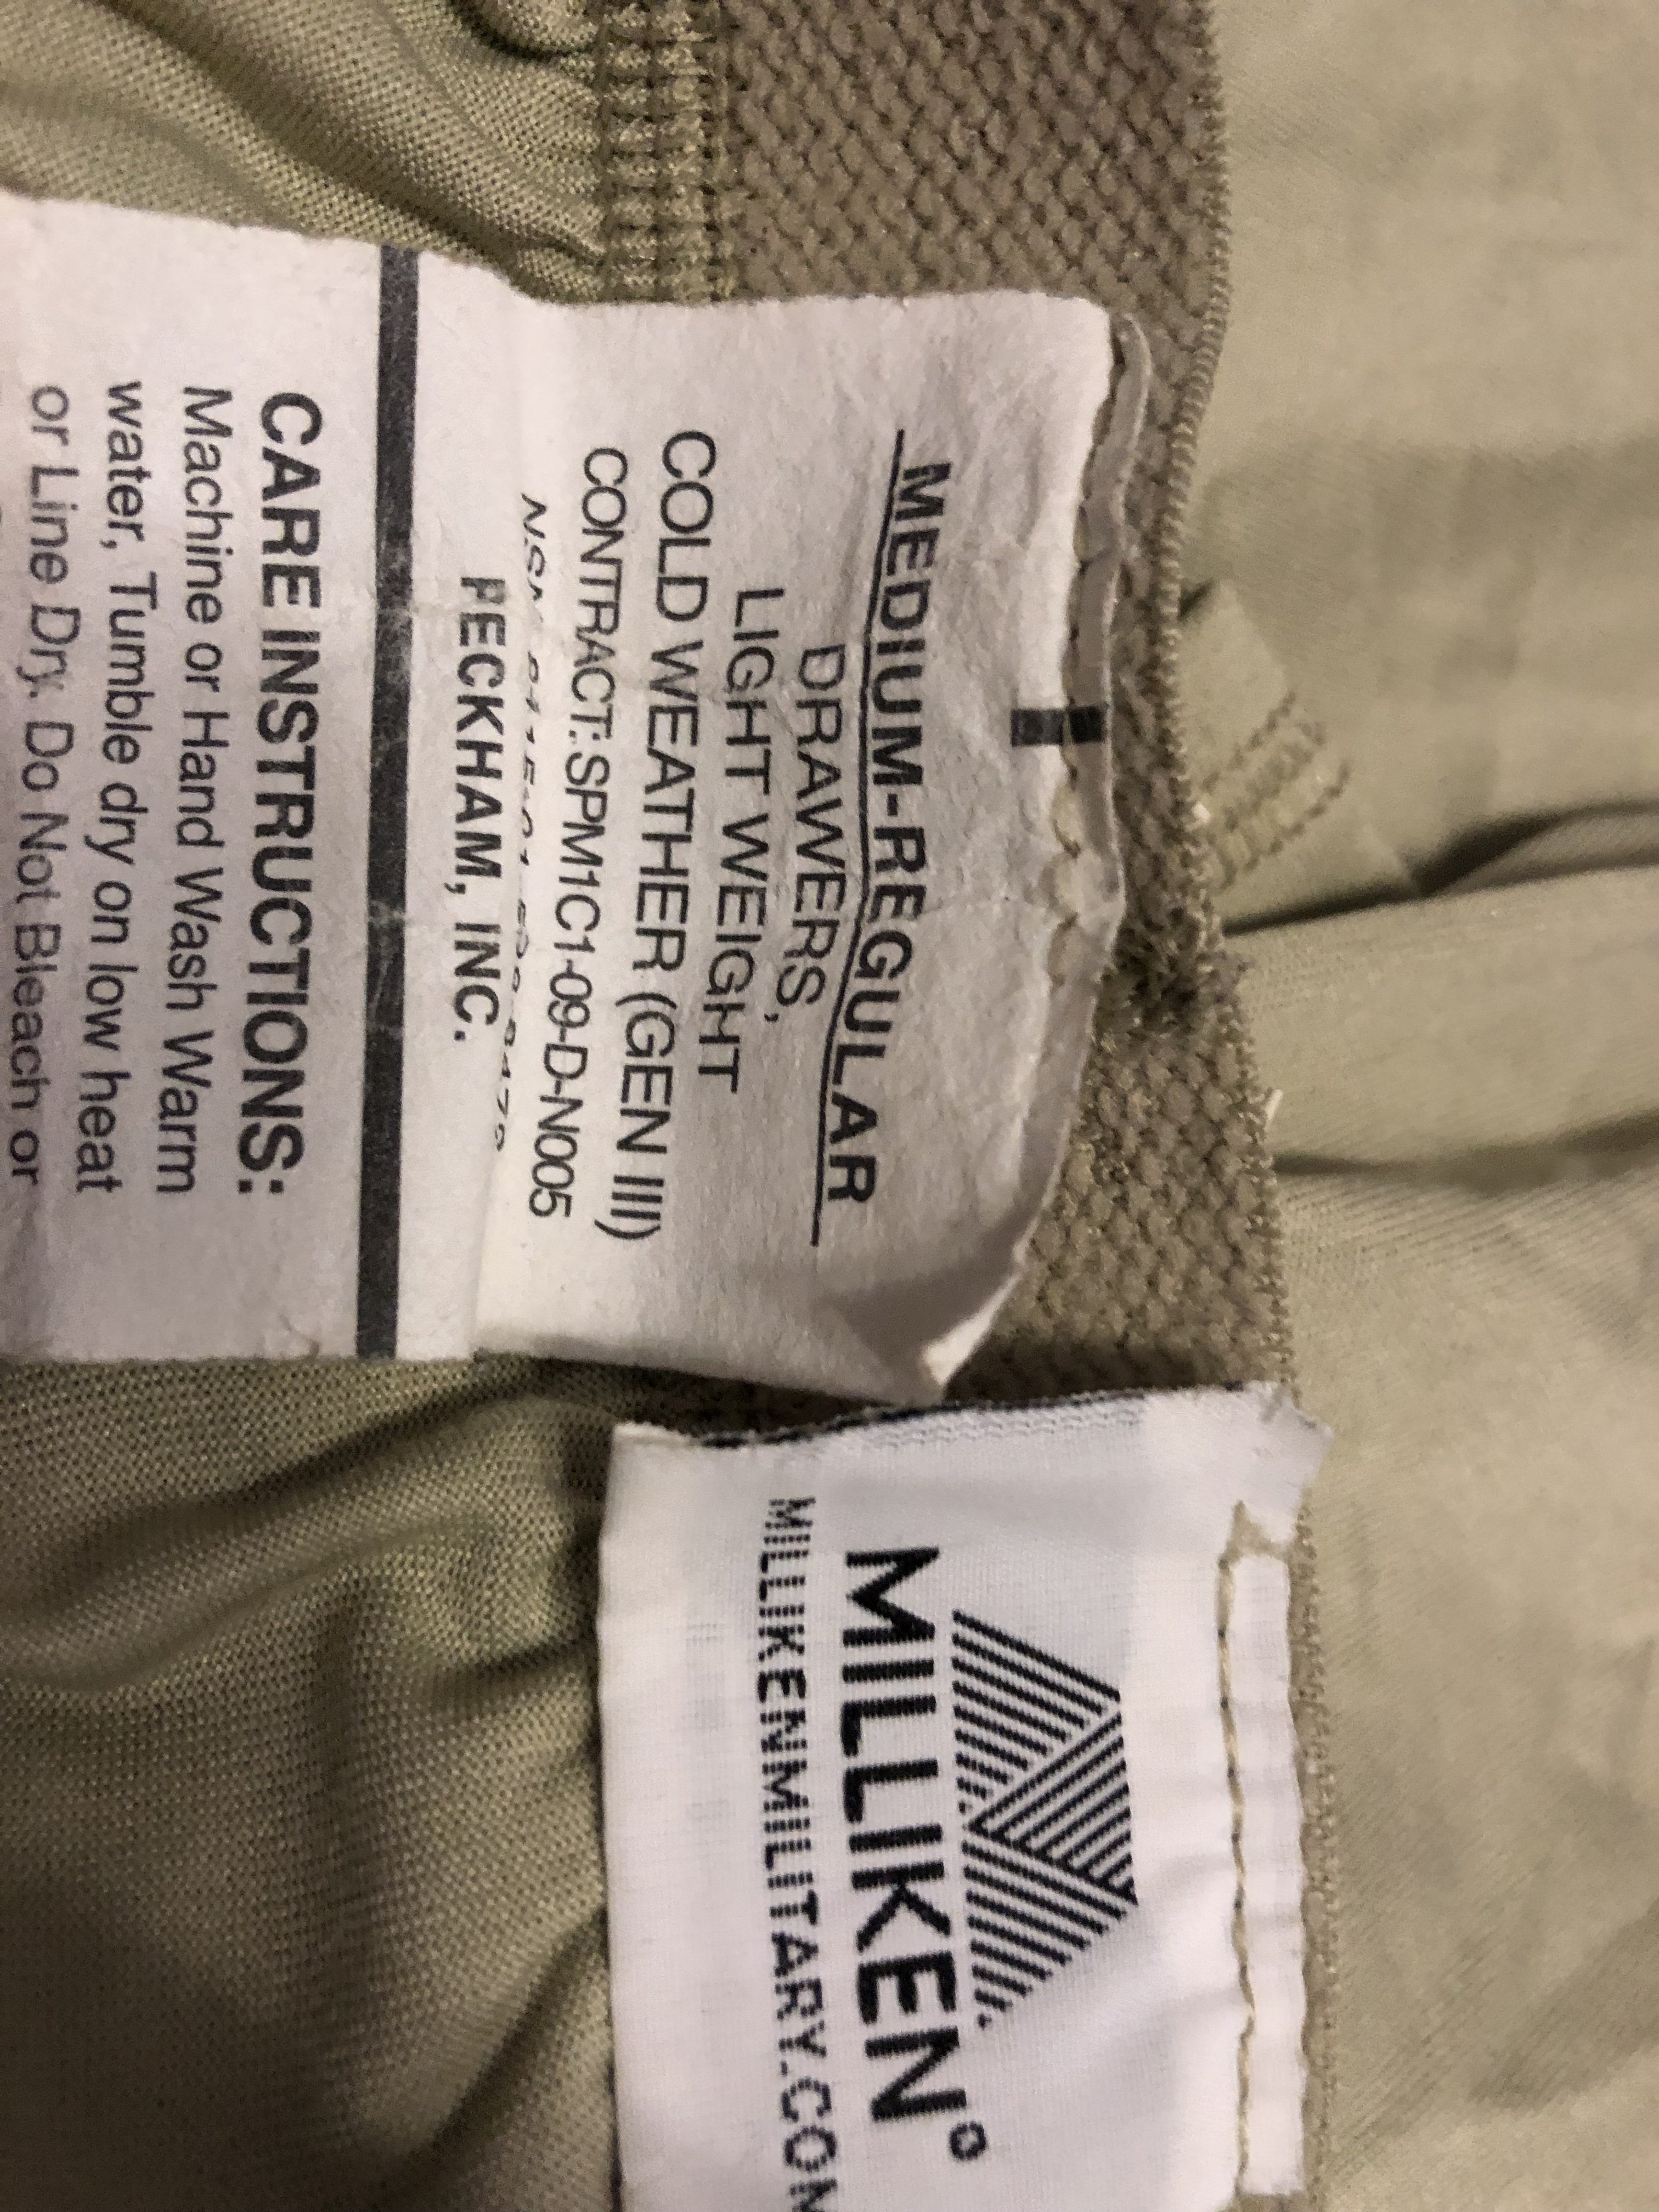 MEDIUM-REGULAR
DRAWERS,
LIGHT WEIGHT
COLD WEATHER (GEN III)
CONTRACT: SPM1C1-09-D-N005
NSN
PECKHAM, INC.
CARE INSTRUCTIONS:
Machine or Hand Wash Warm
water, Tumble dry on low heat
or Line Dry. Do Not Bleach or
MILLIKEN°
MILLIKENMILITARY.COM